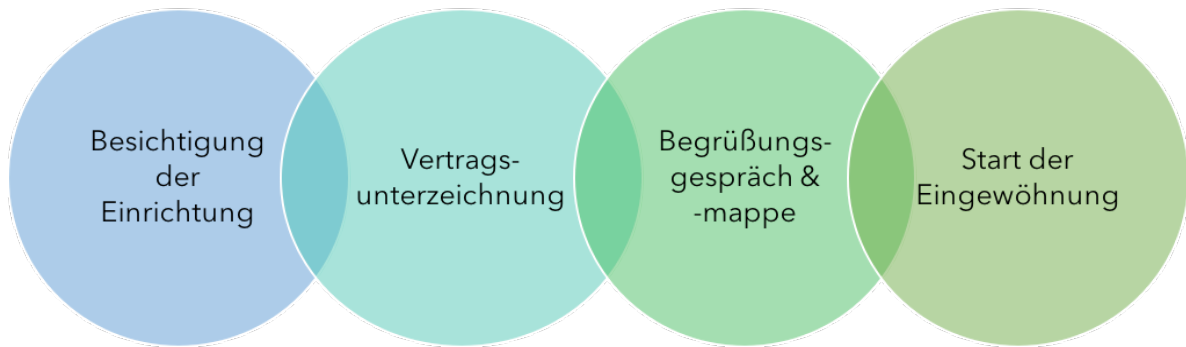 Besichtigung
der
Einrichtung
Vertrags-
unterzeichnung
Begrüßungs-
gespräch &
-mappe
Start der
Eingewöhnung